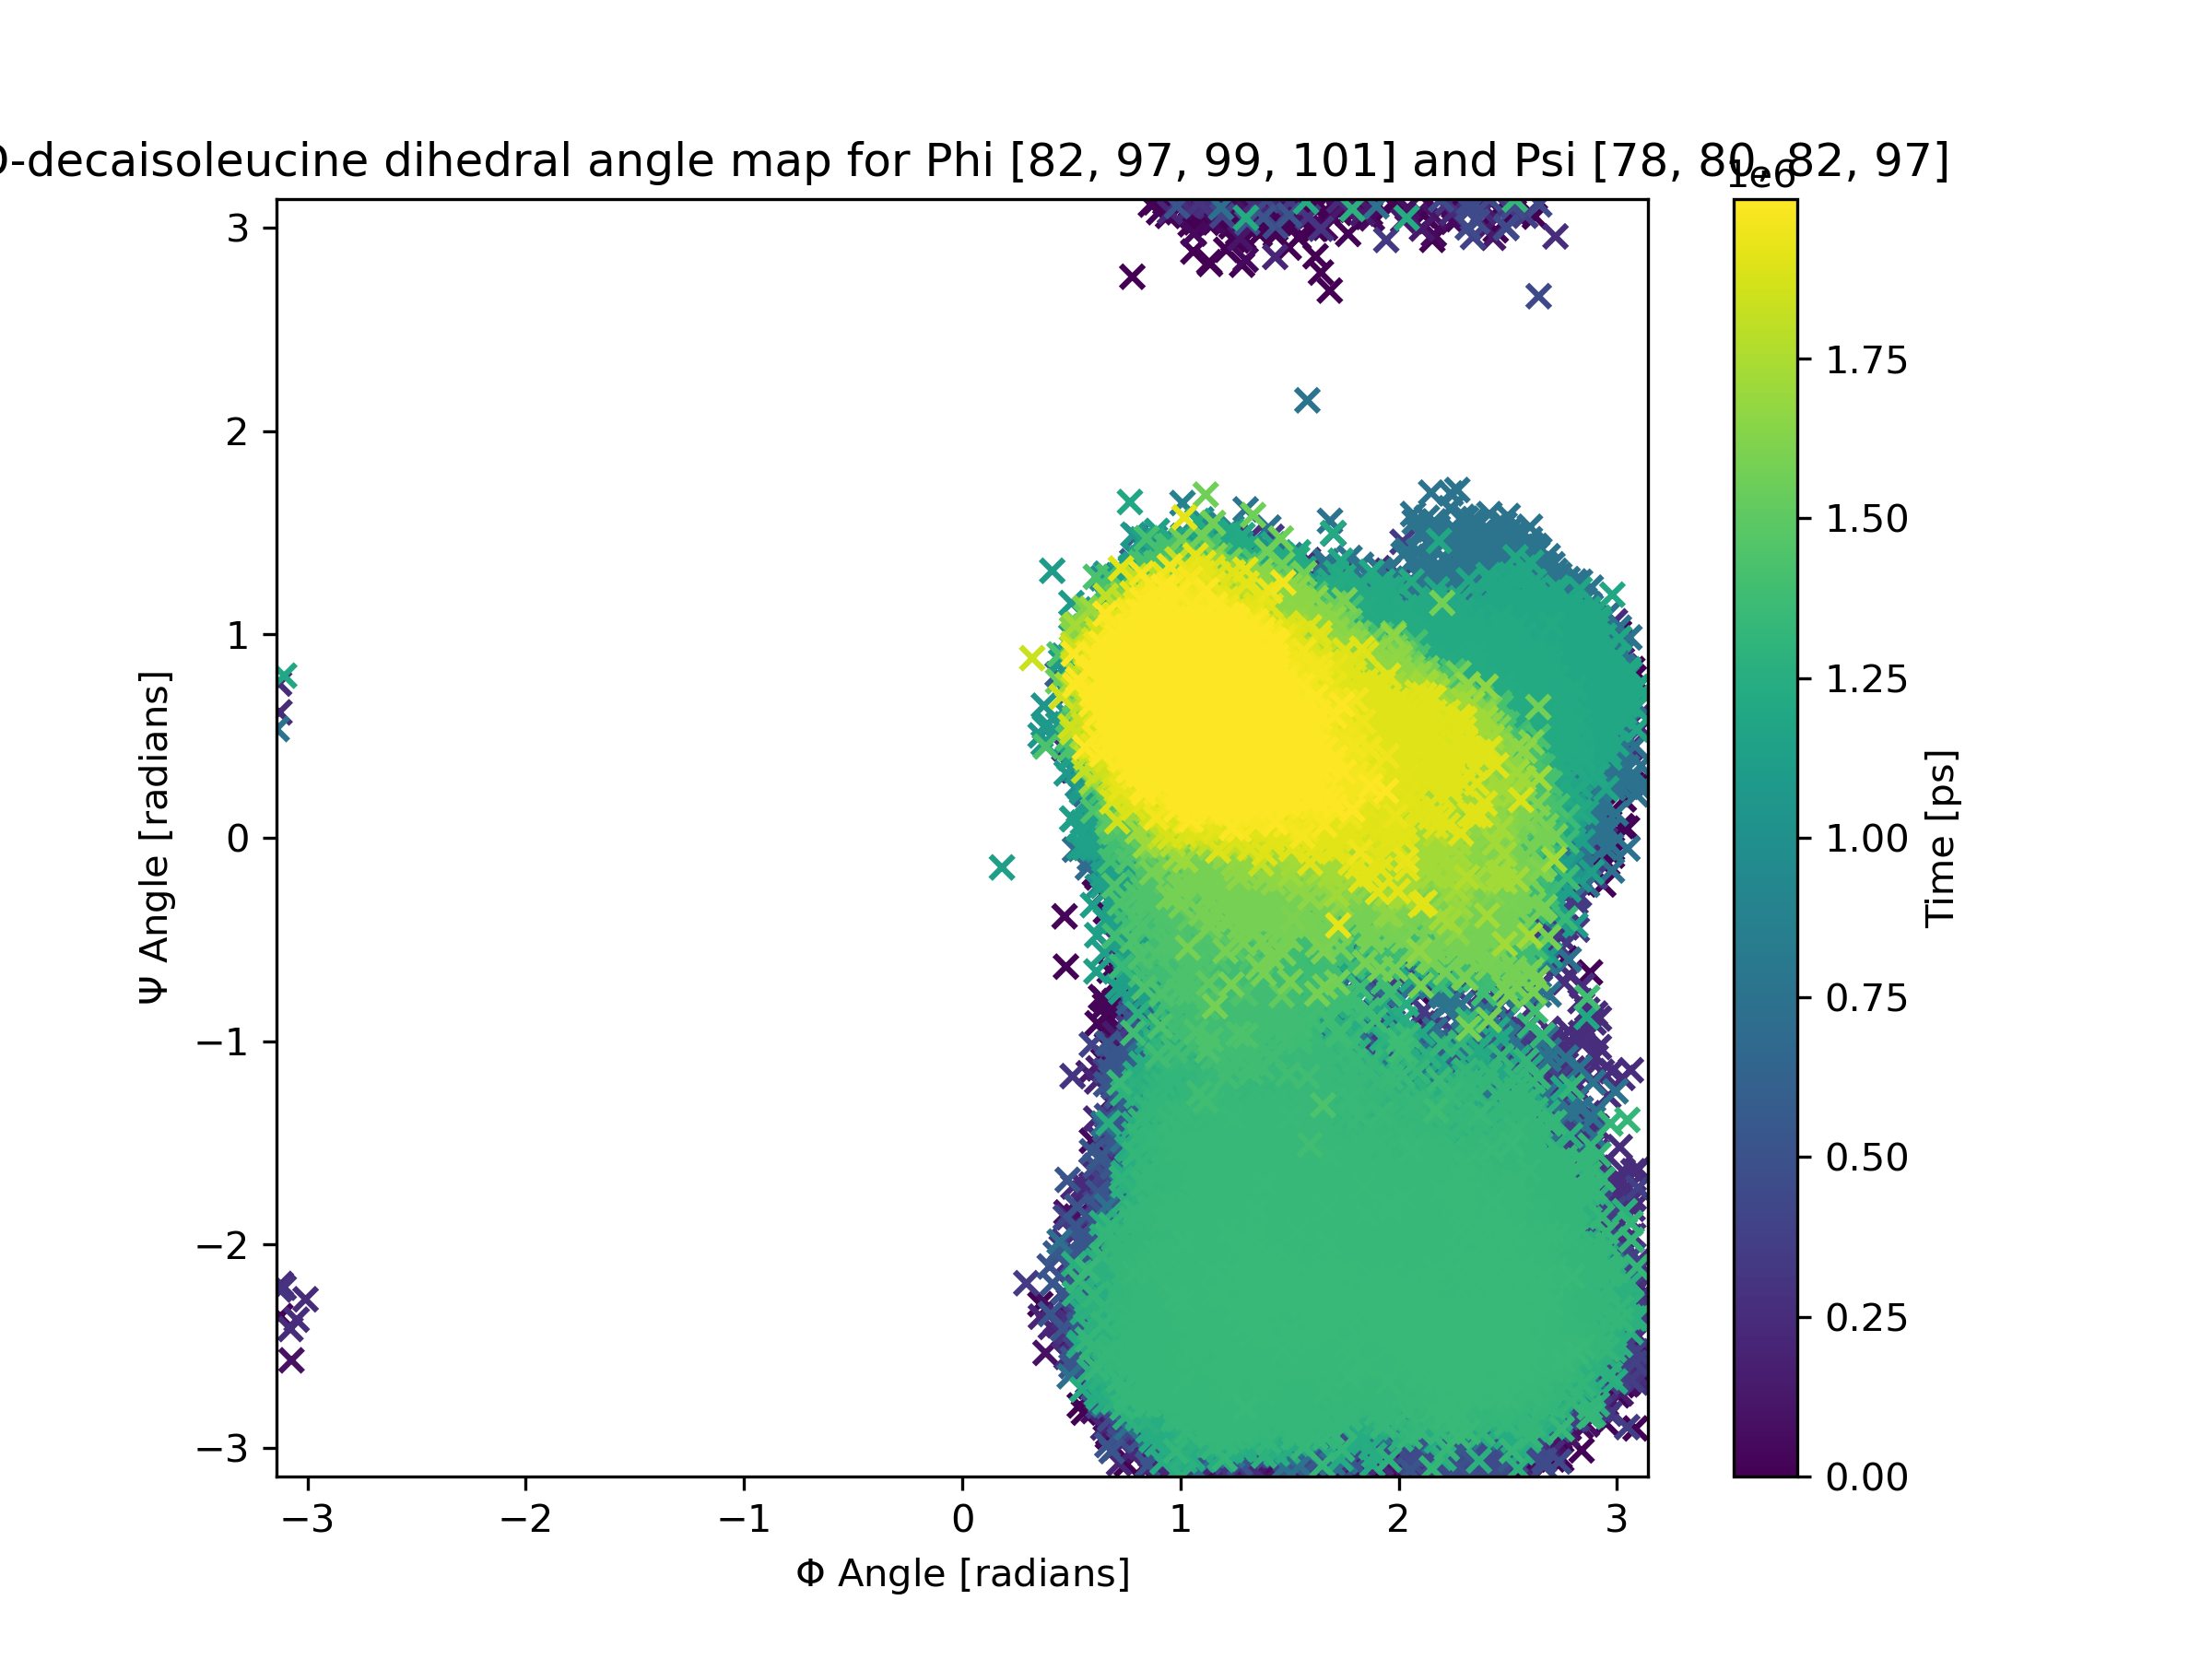 -decaisoleucine dihedral angle map for Phi [82, 97, 99, 101] and Psi [78, 80, 82, 97]
1e6
3
2
1
0
−1
−2
−3
Ψ Angle [radians]
−3 −2 −1 0 1 2 3
Φ Angle [radians]
1.75
1.50
1.25
1.00
0.75
0.50
0.25
0.00
Time [ps]